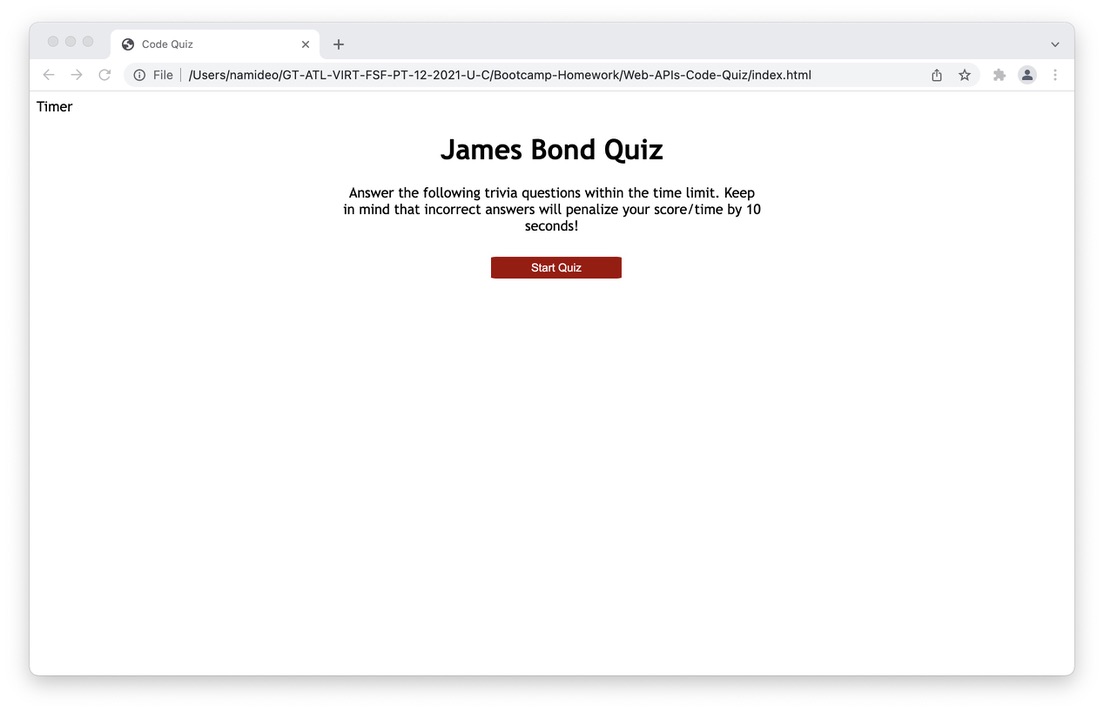 Code Quiz
File /Users/namideo/GT-ATL-VIRT-FSF-PT-12-2021-U-C/Bootcamp-Homework/Web-APIs-Code-Quiz/index.html
Timer
James Bond Quiz
Answer the following trivia questions within the time limit. Keep
in mind that incorrect answers will penalize your score/time by 10
seconds!
Start Quiz